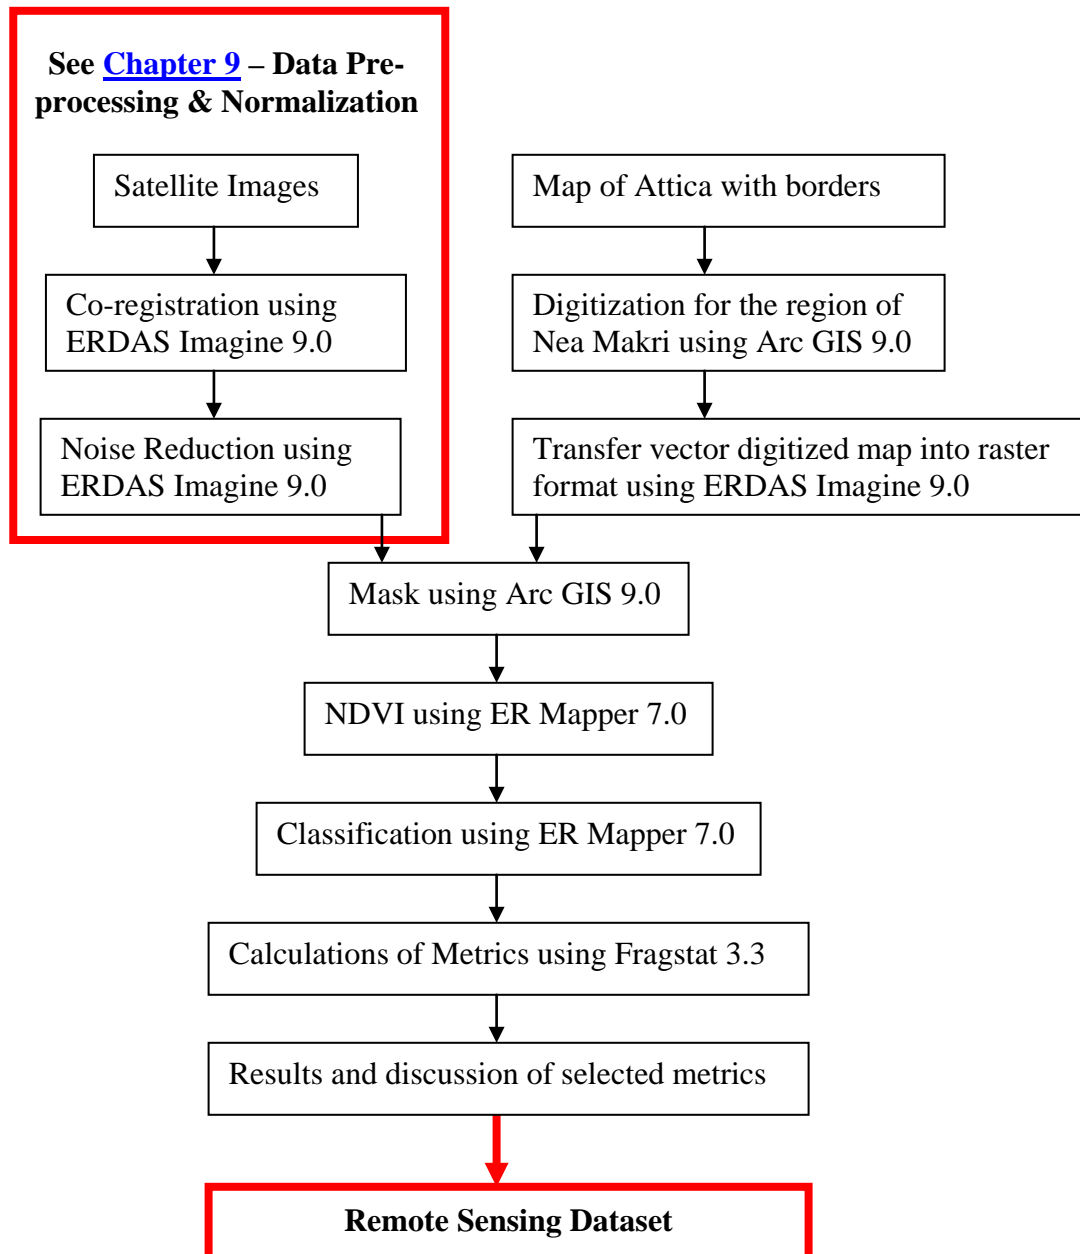 See Chapter 9 – Data Pre-
processing & Normalization
Satellite Images
Co-registration using
ERDAS Imagine 9.0
Noise Reduction using
ERDAS Imagine 9.0
Map of Attica with borders
Digitization for the region of
Nea Makri using Arc GIS 9.0
Transfer vector digitized map into raster
format using ERDAS Imagine 9.0
Mask using Arc GIS 9.0
NDVI using ER Mapper 7.0
Classification using ER Mapper 7.0
Calculations of Metrics using Fragstat 3.3
Results and discussion of selected metrics
Remote Sensing Dataset